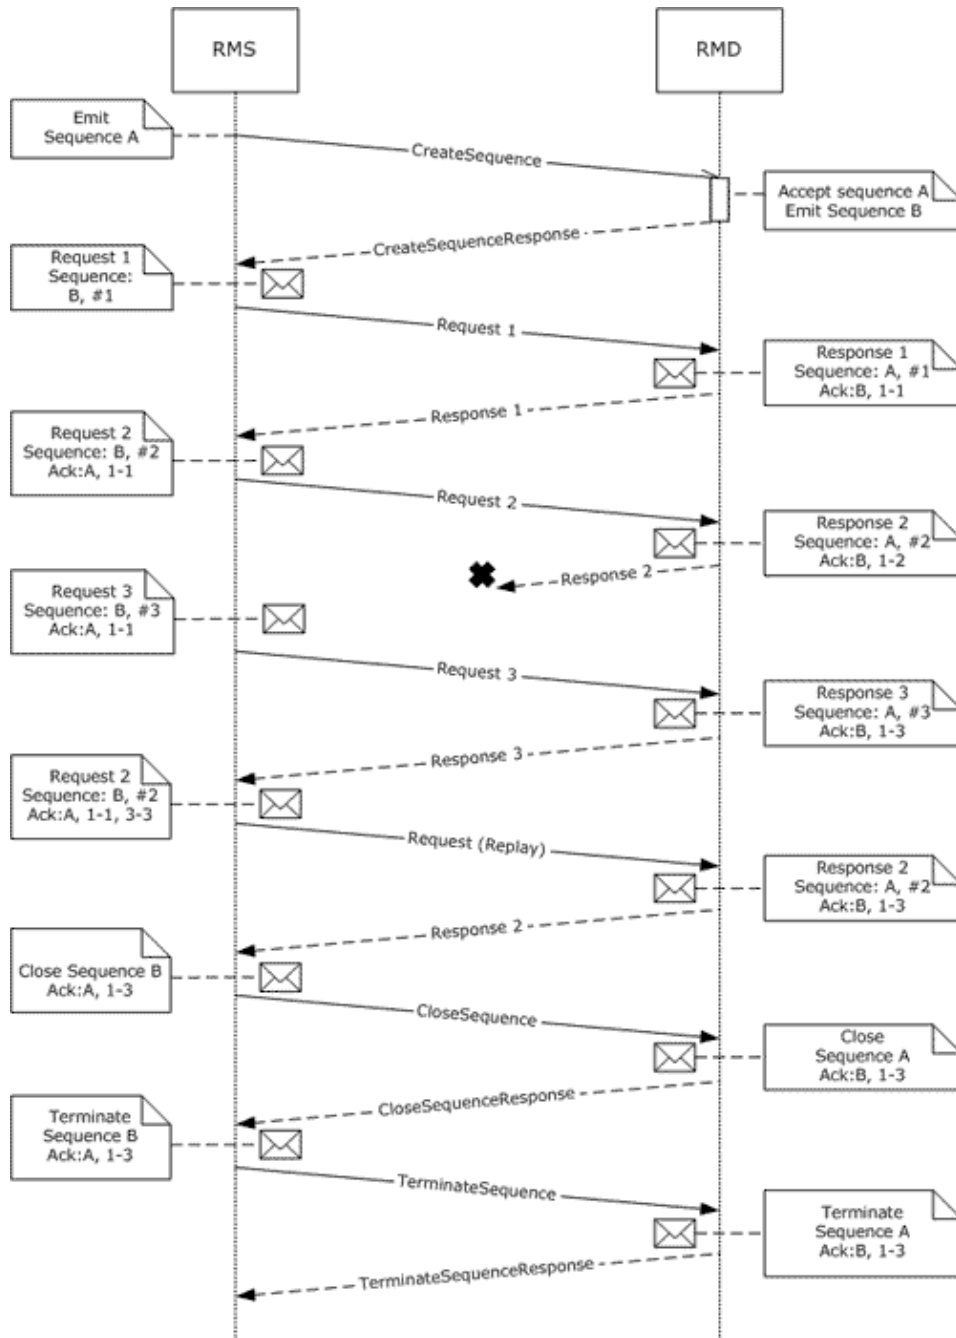 RMS
RMD
Emit
Sequence A
CreateSequence
Accept sequence A
Emit Sequence B
CreateSequenceResponse
Request 1
Sequence:
B, #1
Request 1
Response 1
Sequence: A, #1
Ack:B, 1-1
Response 1
Request 2
Sequence: B, #2
Ack:A, 1-1
Request 2
Response 2
Sequence: A, #2
Ack:B, 1-2
Response 2
Request 3
Sequence: B, #3
Ack:A, 1-1
Request 3
Response 3
Sequence: A, #3
Ack:B, 1-3
Response 3
Request 2
Sequence: B, #2
Ack:A, 1-1, 3-3
Request (Replay)
Response 2
Sequence: A, #2
Ack:B, 1-3
Response 2
Close Sequence B
Ack:A, 1-3
CloseSequence
Close
Sequence A
Ack:B, 1-3
CloseSequenceResponse
Terminate
Sequence B
Ack:A, 1-3
TerminateSequence
Terminate
Sequence A
Ack:B, 1-3
TerminateSequenceResponse